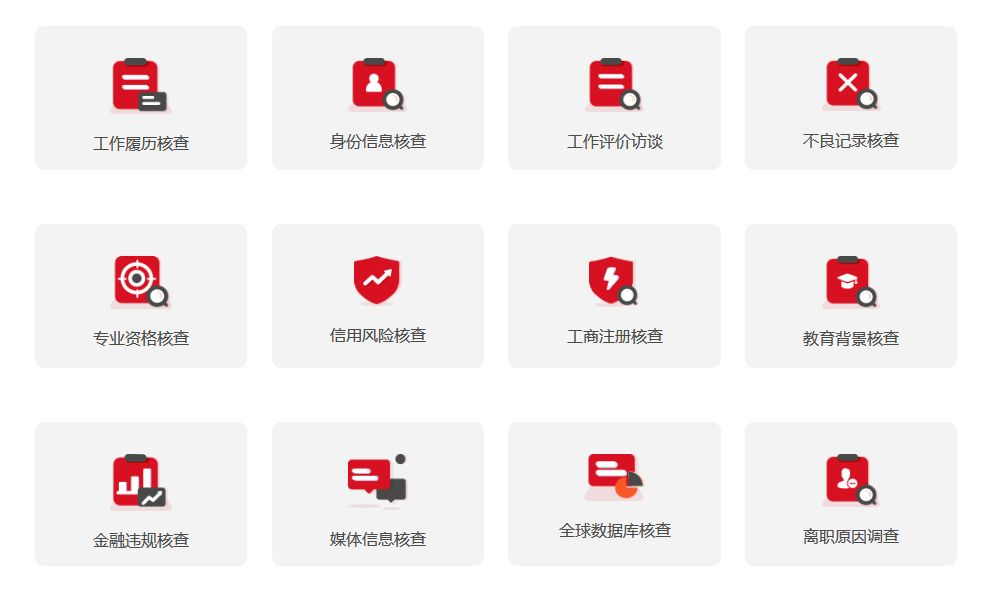 工作履历核查
身份信息核查
工作评价访谈
不良记录核查
专业资格核查
信用风险核查
工商注册核查
教育背景核查
金融违规核查
媒体信息核查
全球数据库核查
离职原因调查